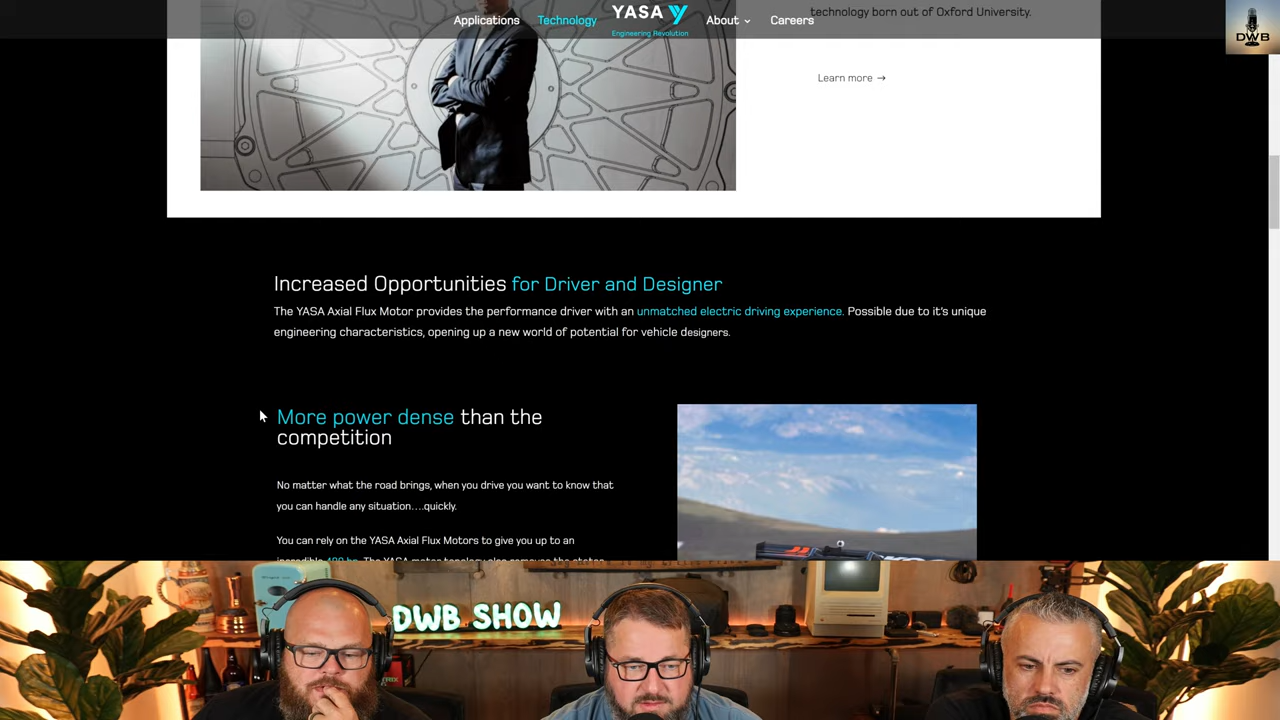 technology born out of Oxford University.
Applications
Technology
YASA
Engineering Revolution
About
Careers
DWB
Learn more →
Increased Opportunities for Driver and Designer
The YASA Axial Flux Motor provides the performance driver with an unmatched electric driving experience. Possible due to it's unique
engineering characteristics, opening up a new world of potential for vehicle designers.
More power dense than the
competition
No matter what the road brings, when you drive you want to know that
you can handle any situation....quickly.
You can rely on the YASA Axial Flux Motors to give you up to an
DWB SHOW